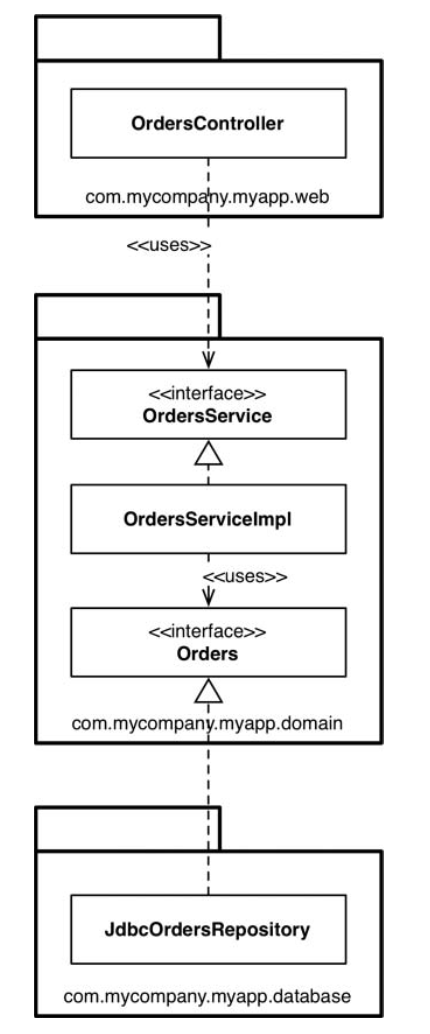 OrdersController
com.mycompany.myapp.web
<<uses>>
<<interface>>
OrdersService
OrdersServiceImpl
<<uses>>
<<interface>>
Orders
com.mycompany.myapp.domain
JdbcOrdersRepository
com.mycompany.myapp.database